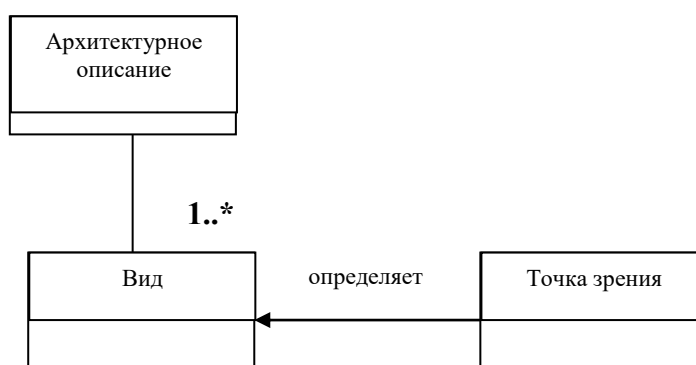 Архитектурное
описание
1..*
Вид
определяет
Точка зрения